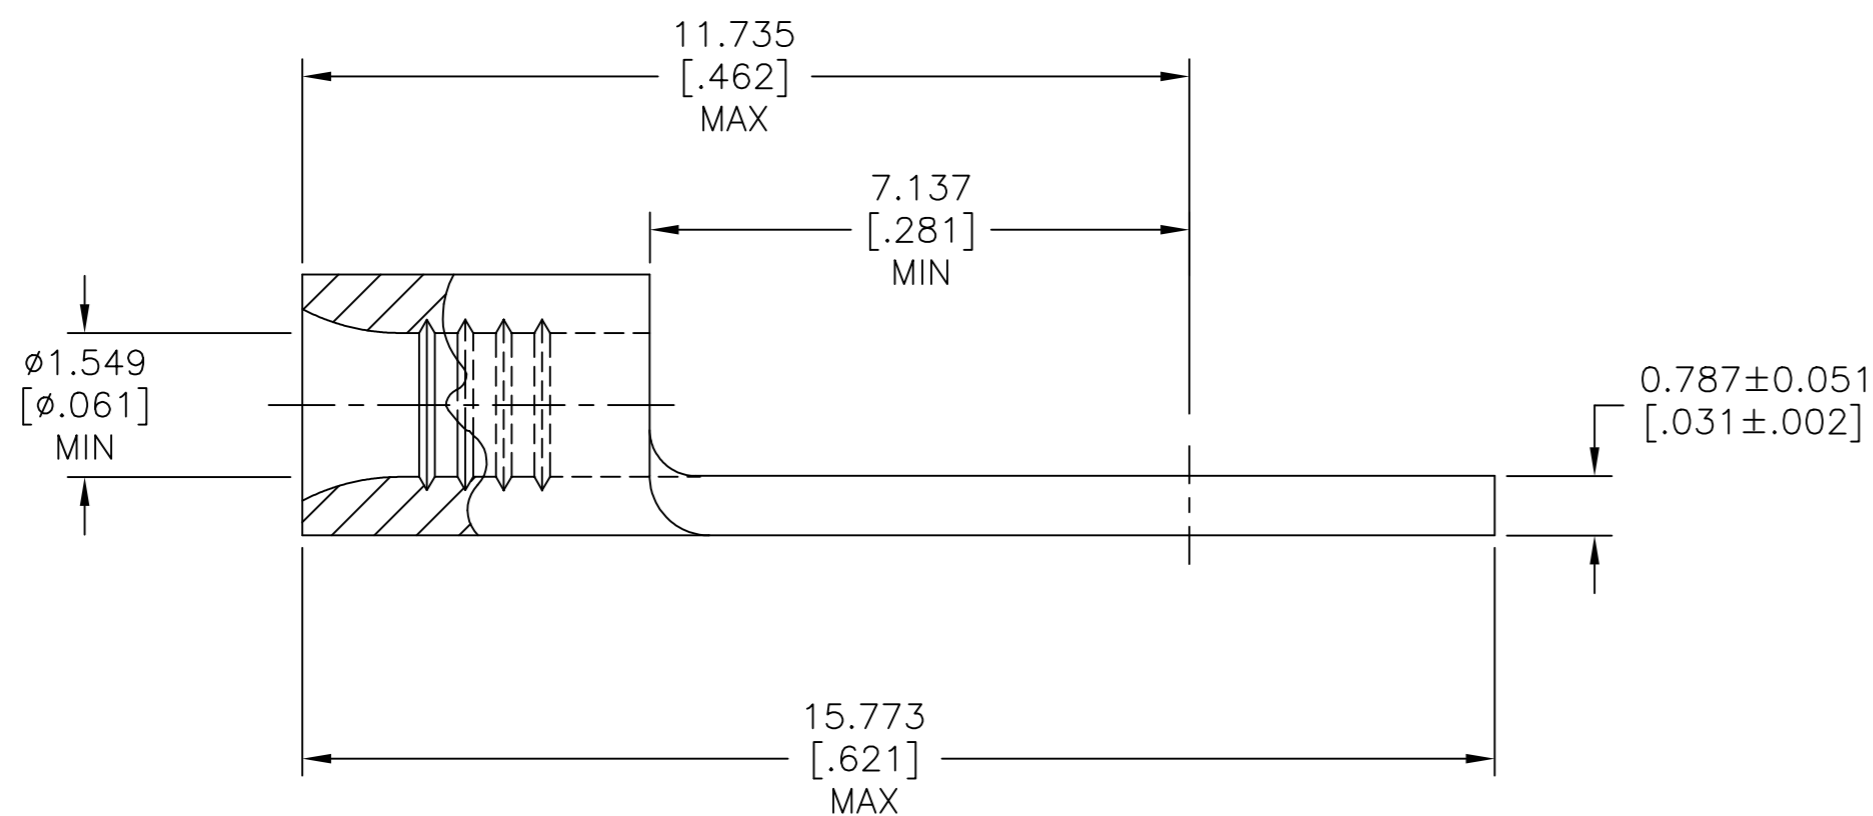 11.735
[.462]
MAX
7.137
[.281]
MIN
⌀1.549
[⌀.061]
MIN
0.787±0.051
[.031±.002]
15.773
[.621]
MAX